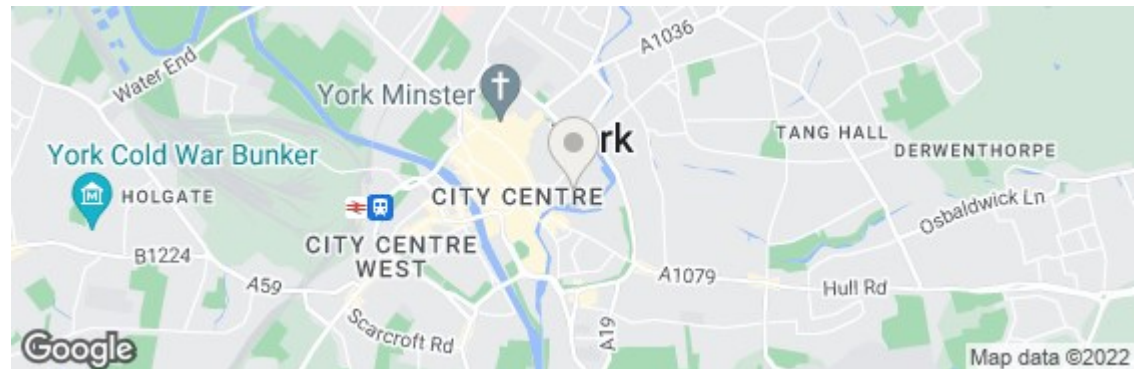 A1036
Water End
York Minster
rk
TANG HALL
DERWENTHORPE
York Cold War Bunker
HOLGATE
CITY CENTRE
Osbaldwick Ln
CITY CENTRE
WEST
B1224
A59
A1079
Hull Rd
Scarcroft Rd
A19
Google
Map data ©2022